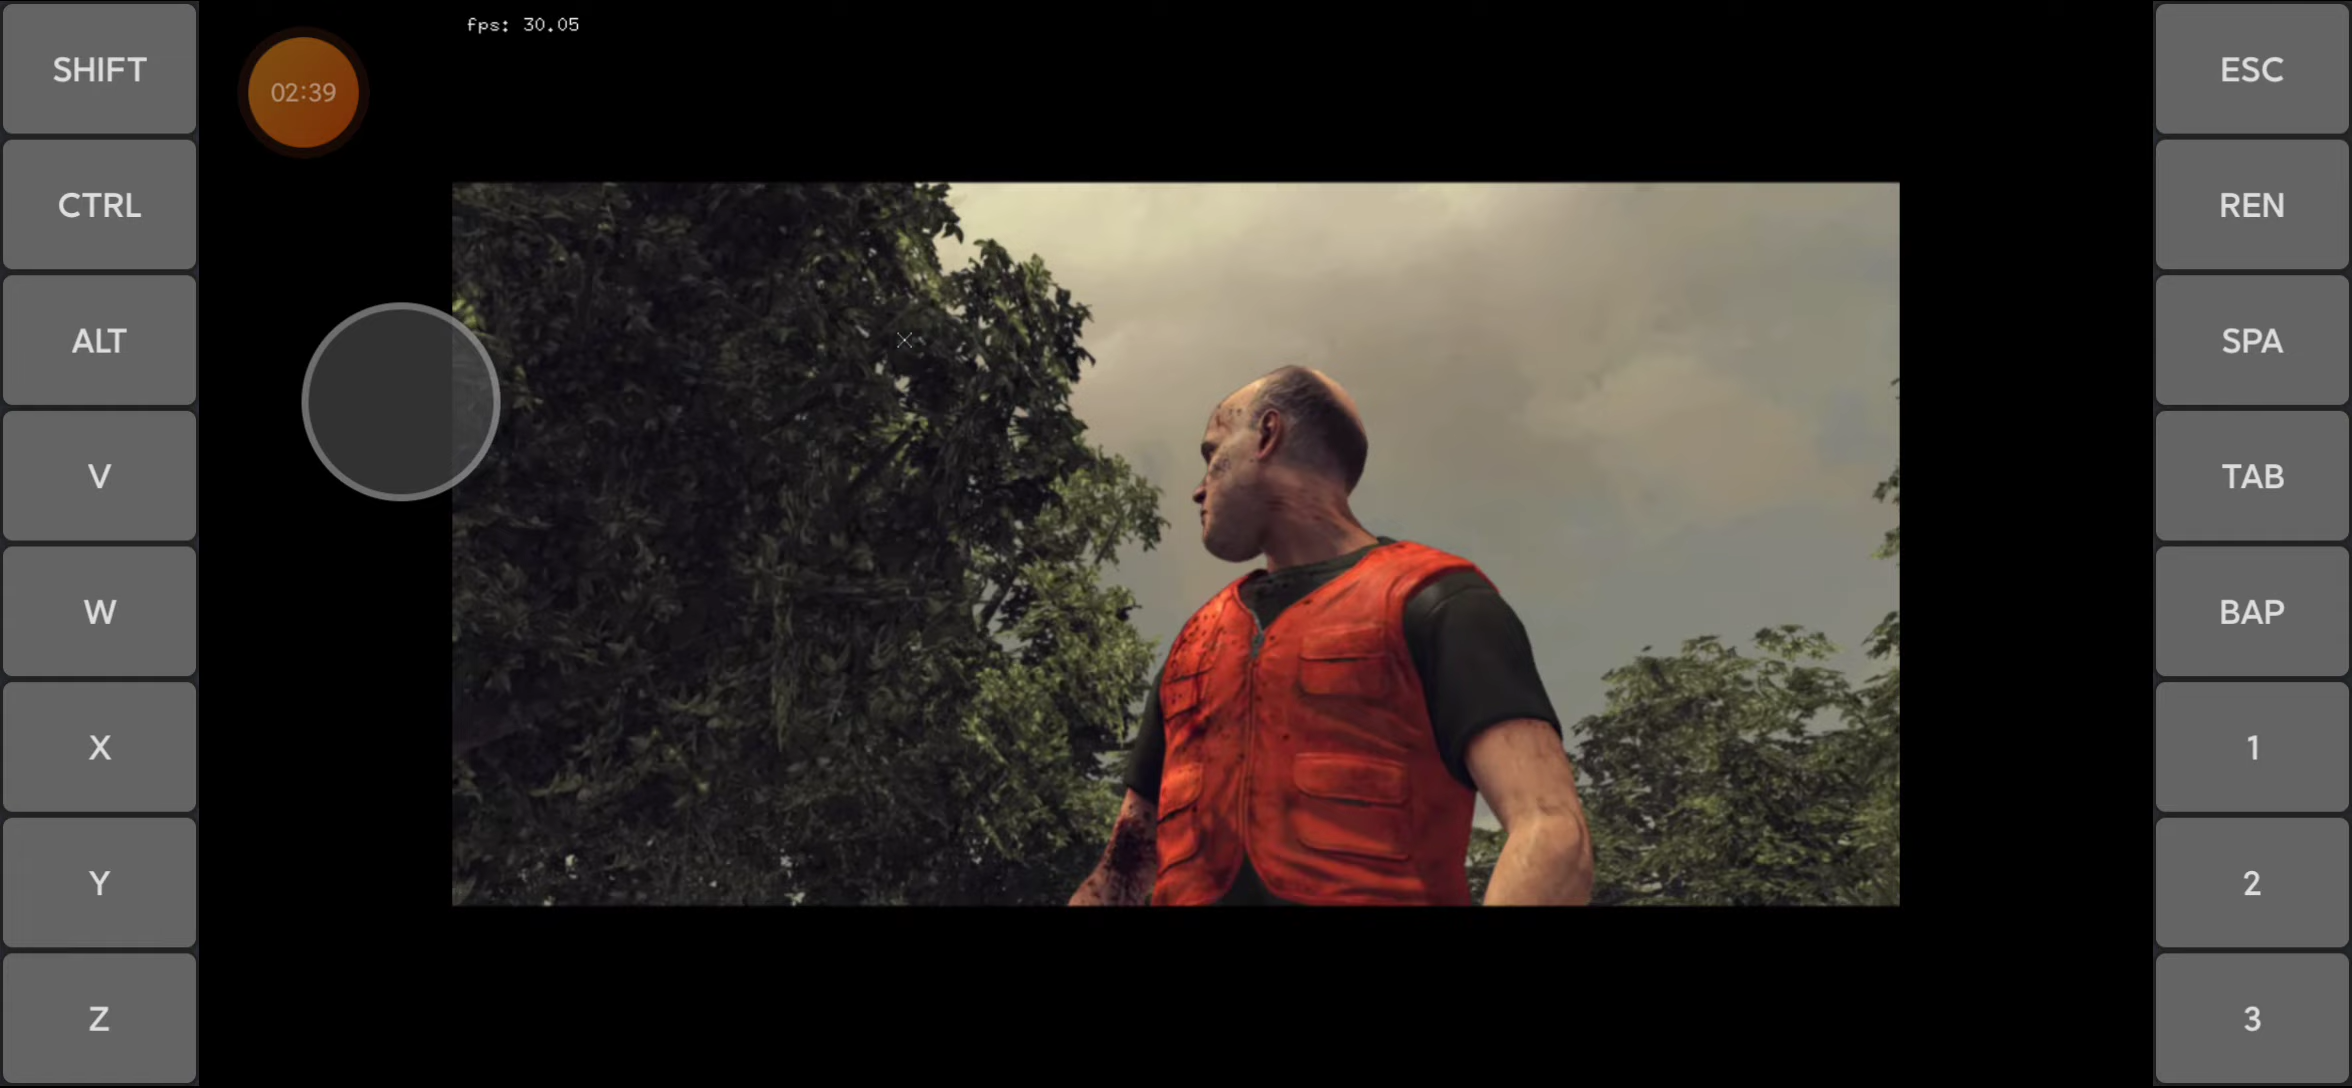 fps: 30.05
02:39
SHIFT
CTRL
ALT
V
W
X
Y
Z
ESC
REN
SPA
TAB
BAP
1
2
3